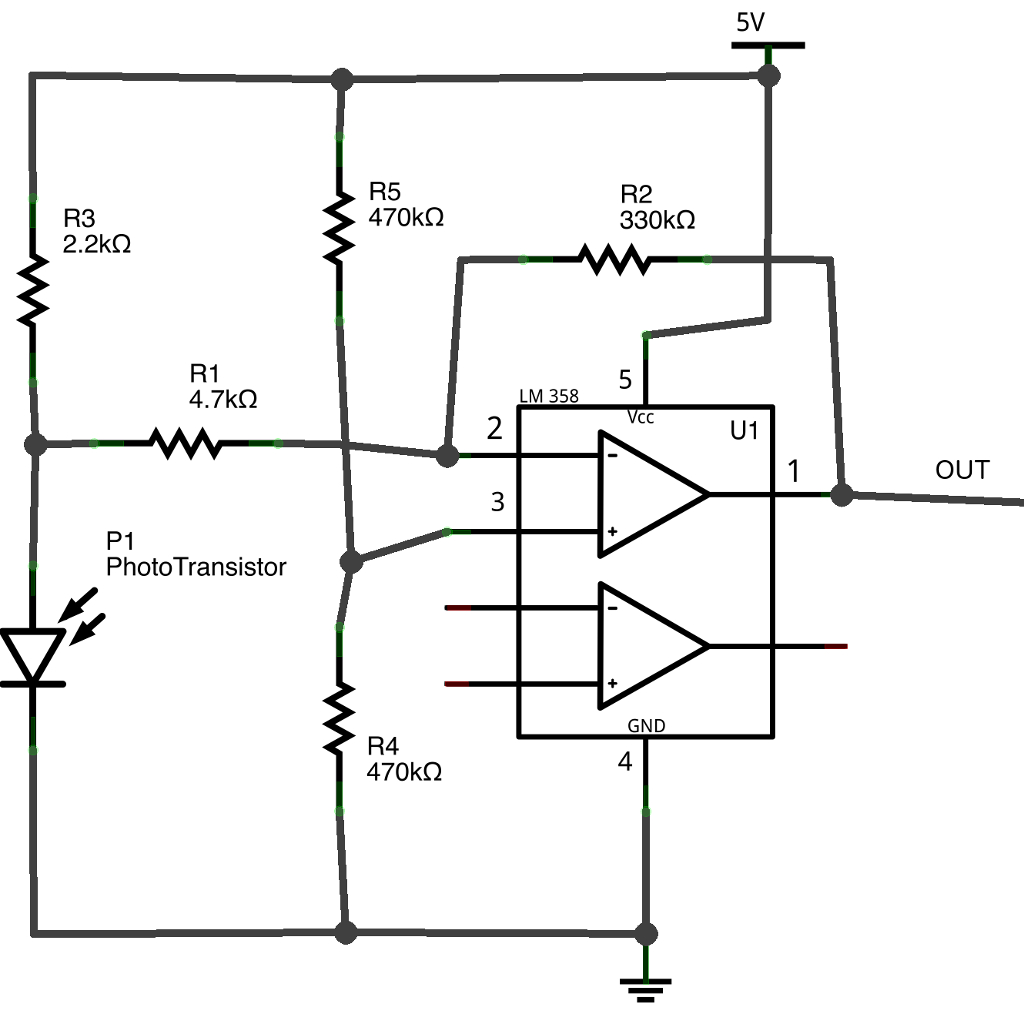 5V
R5
470kΩ
R2
330kΩ
R3
2.2kΩ
R1
4.7kΩ
5
LM 358
Vcc
U1
2
-
1
OUT
3
+
P1
PhotoTransistor
-
+
GND
R4
470kΩ
4